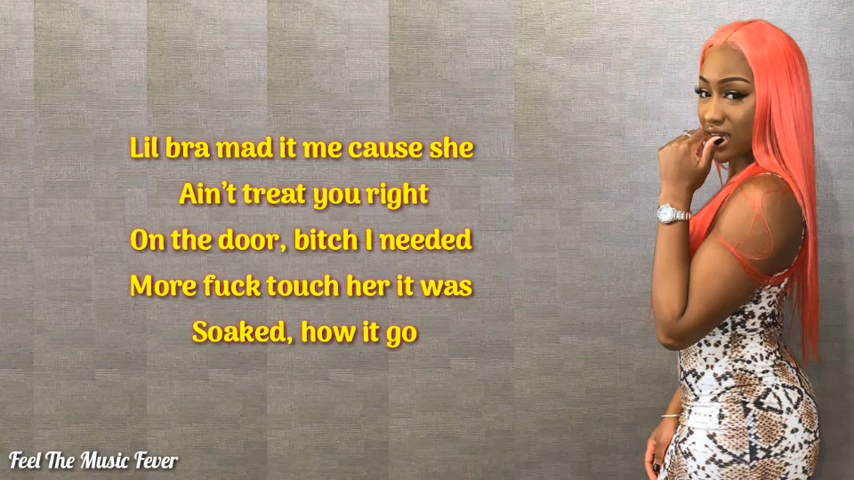 Lil bra mad it me cause she
Ain't treat you right
On the door, bitch I needed
More fuck touch her it was
Soaked, how it go
Feel The Music Fever